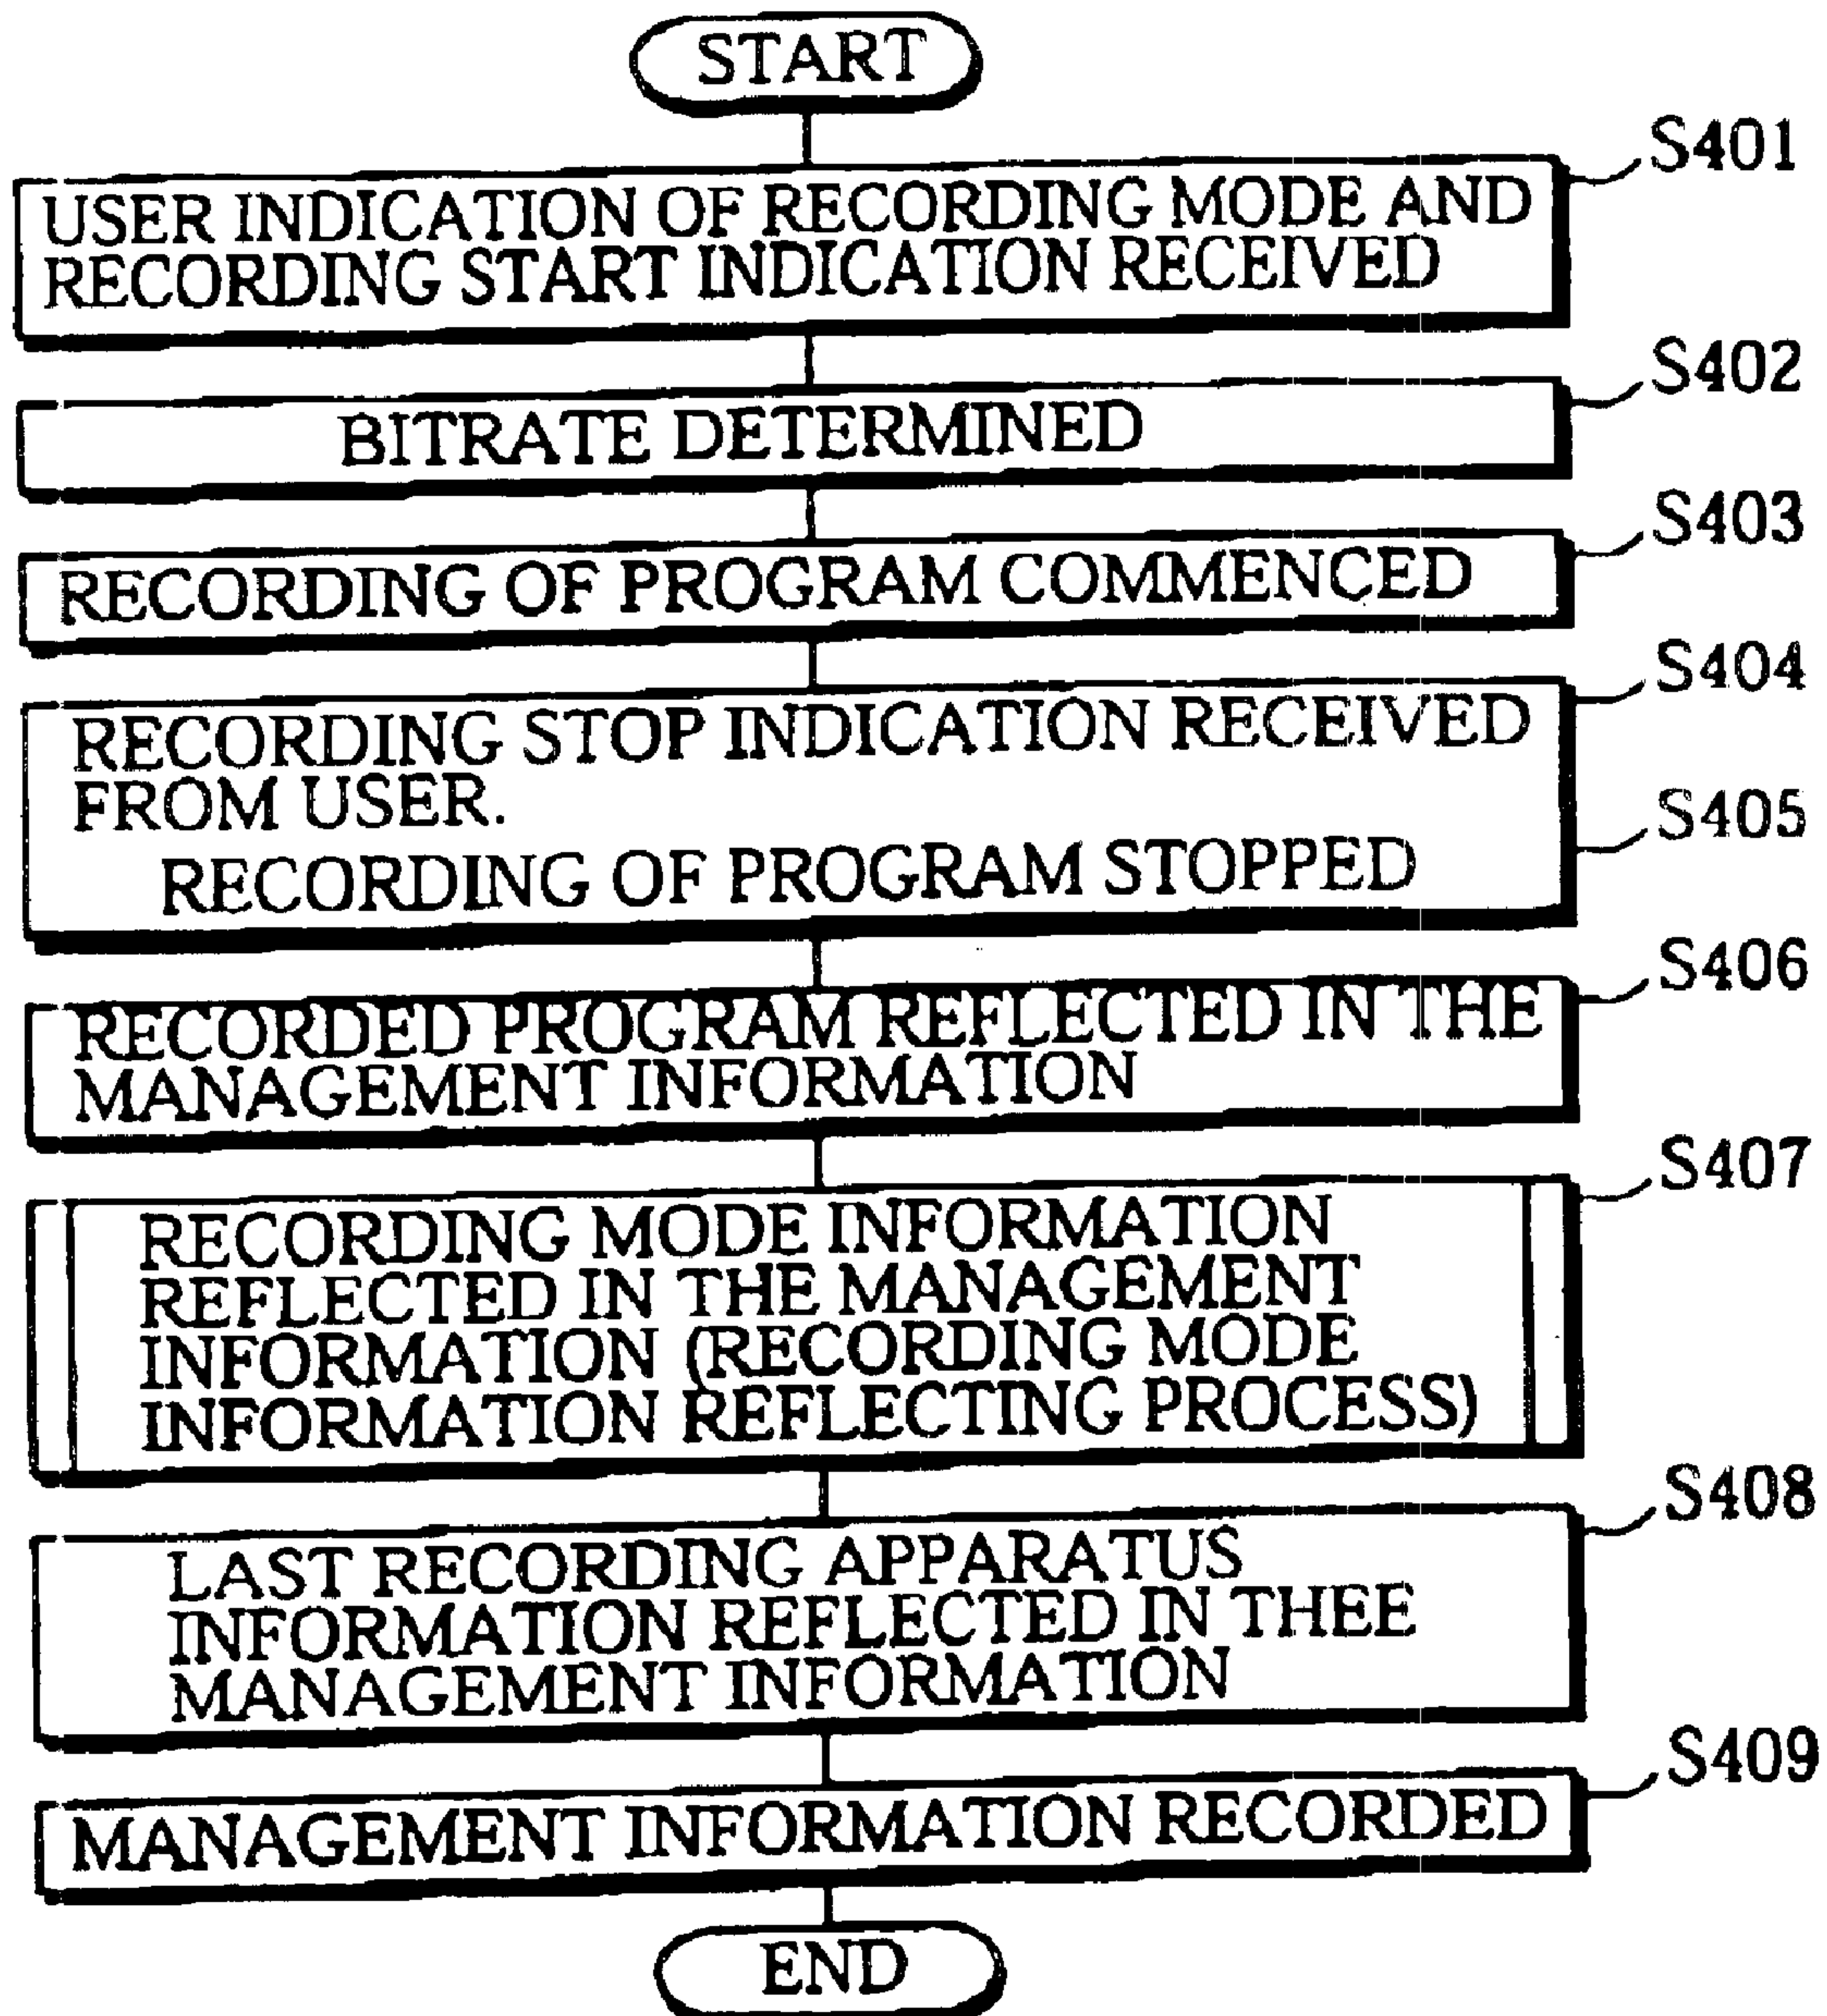 START
S401
USER INDICATION OF RECORDING MODE AND
RECORDING START INDICATION RECEIVED
S402
BITRATE DETERMINED
S403
RECORDING OF PROGRAM COMMENCED
S404
RECORDING STOP INDICATION RECEIVED
FROM USER.
S405
RECORDING OF PROGRAM STOPPED
S406
RECORDED PROGRAM REFLECTED IN THE
MANAGEMENT INFORMATION
S407
RECORDING MODE INFORMATION
REFLECTED IN THE MANAGEMENT
INFORMATION (RECORDING MODE
INFORMATION REFLECTING PROCESS)
S408
LAST RECORDING APPARATUS
INFORMATION REFLECTED IN THEE
MANAGEMENT INFORMATION
S409
MANAGEMENT INFORMATION RECORDED
END